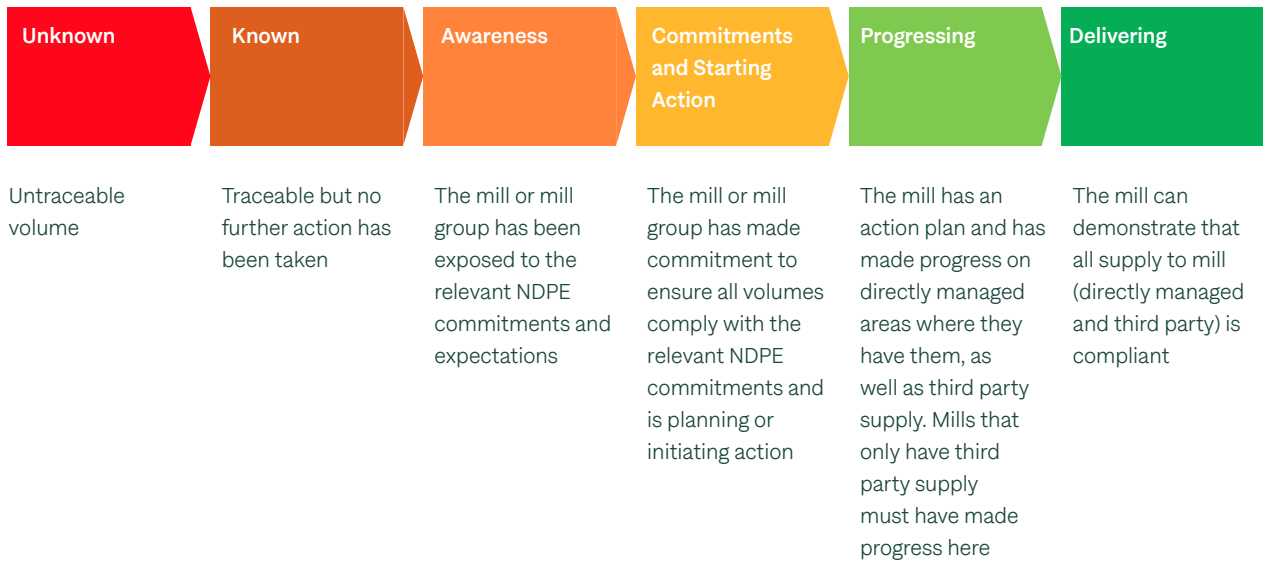 Unknown
Known
Awareness
Commitments
and Starting
Action
Progressing
Delivering
Untraceable
volume
Traceable but no
further action has
been taken
The mill or mill
group has been
exposed to the
relevant NDPE
commitments and
expectations
The mill or mill
group has made
commitment to
ensure all volumes
comply with the
relevant NDPE
commitments and
is planning or
initiating action
The mill has an
action plan and has
made progress on
directly managed
areas where they
have them, as
well as third party
supply. Mills that
only have third
party supply
must have made
progress here
The mill can
demonstrate that
all supply to mill
(directly managed
and third party) is
compliant